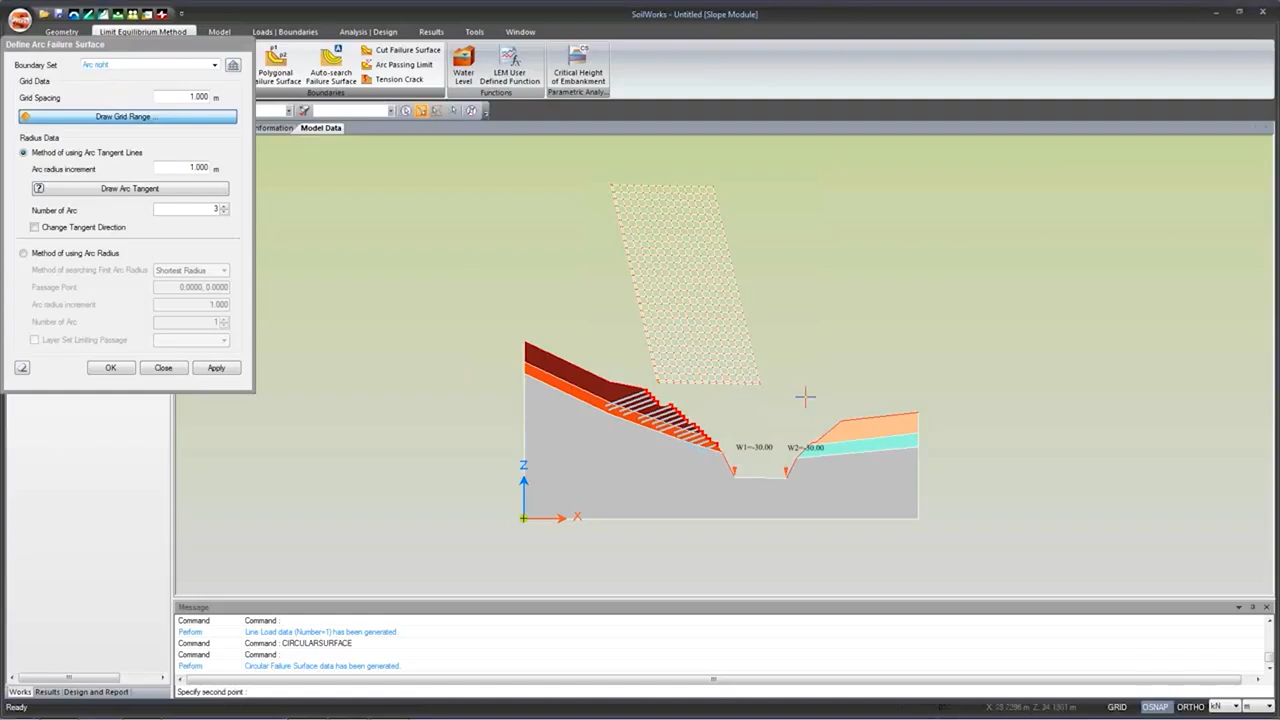 SoilWorks - Untitled [Slope Module]
Geometry
Limit Equilibrium Method
Model
Loads | Boundaries
Analysis | Design
Results
Tools
Window
Define Arc Failure Surface
Boundary Set
Arc right
Grid Data
Grid Spacing
1.000 m
Draw Grid Range ...
Radius Data
Method of using Arc Tangent Lines
Arc radius increment
1.000 m
Draw Arc Tangent
Number of Arc
3
Change Tangent Direction
Method of using Arc Radius
Method of searching First Arc Radius
Shortest Radius
Passage Point
0.0000, 0.0000
Arc radius increment
1.000
Number of Arc
1
Layer Set Limiting Passage
OK
Close
Apply
P1
P2
Polygonal
Failure Surface
A
Auto-search
Failure Surface
Cut Failure Surface
Arc Passing Limit
Tension Crack
Boundaries
Water
Level
LEM User
Defined Function
Functions
CS
Critical Height
of Embankment
Parametric Analy...
nformation
Model Data
W1=-30.00
W2=-30.00
Z
X
Message
Command Command :
Perform Line Load data (Number=1) has been generated.
Command Command : CIRCULARSURFACE
Command Command :
Perform Circular Failure Surface data has been generated.
Specify second point :
Works
Results
Design and Report
Ready
GRID
OSNAP
ORTHO
kN
m